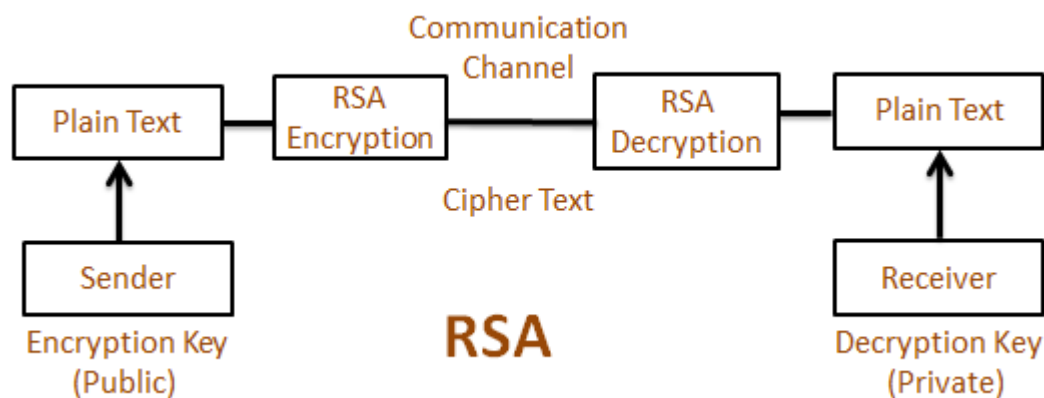 Communication
Channel
Plain Text
RSA
Encryption
RSA
Decryption
Plain Text
Cipher Text
Sender
Receiver
Encryption Key
(Public)
RSA
Decryption Key
(Private)